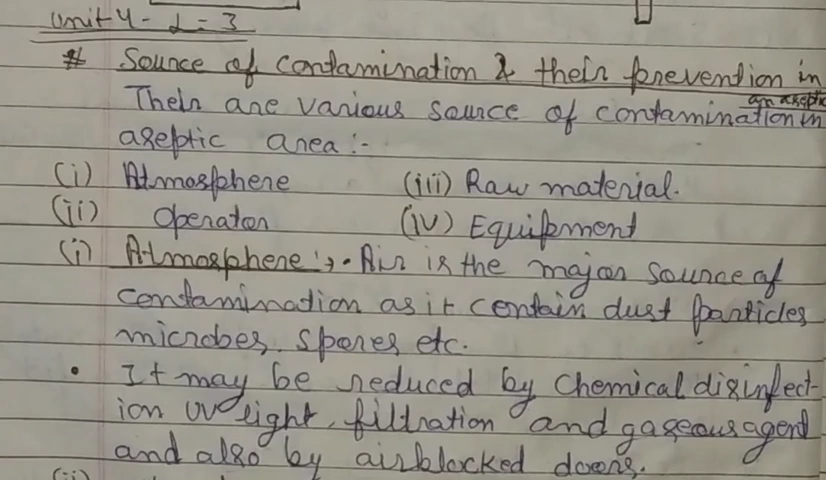 Unit 4 - L = 3
# Source of contamination & their prevention in
an aseptic
Their are various source of contamination in
aseptic area :-
(i) Atmosphere (iii) Raw material.
(ii) Operator (iv) Equipement
(i) Atmosphere :- • Air is the major source of
contamination as it contain dust particles
microbes, spores etc.
• It may be reduced by chemical disinfect-
ion UV light, filtration and gaseous agent
and also by airblocked doors.
(ii)